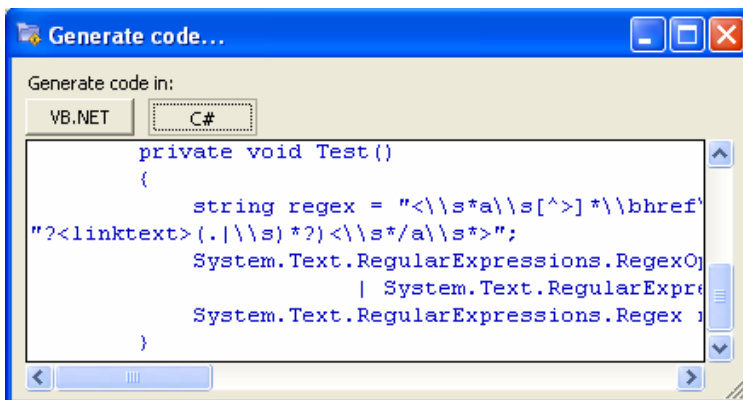 Generate code...
Generate code in:
VB.NET C#
private void Test()
{
string regex = "<\\s*a\\s[^>]*\\bhref\
"?<linktext>(.|\\s)*?)<\\s*/a\\s*>";
System.Text.RegularExpressions.RegexO
| System.Text.RegularExpre
System.Text.RegularExpressions.Regex
}